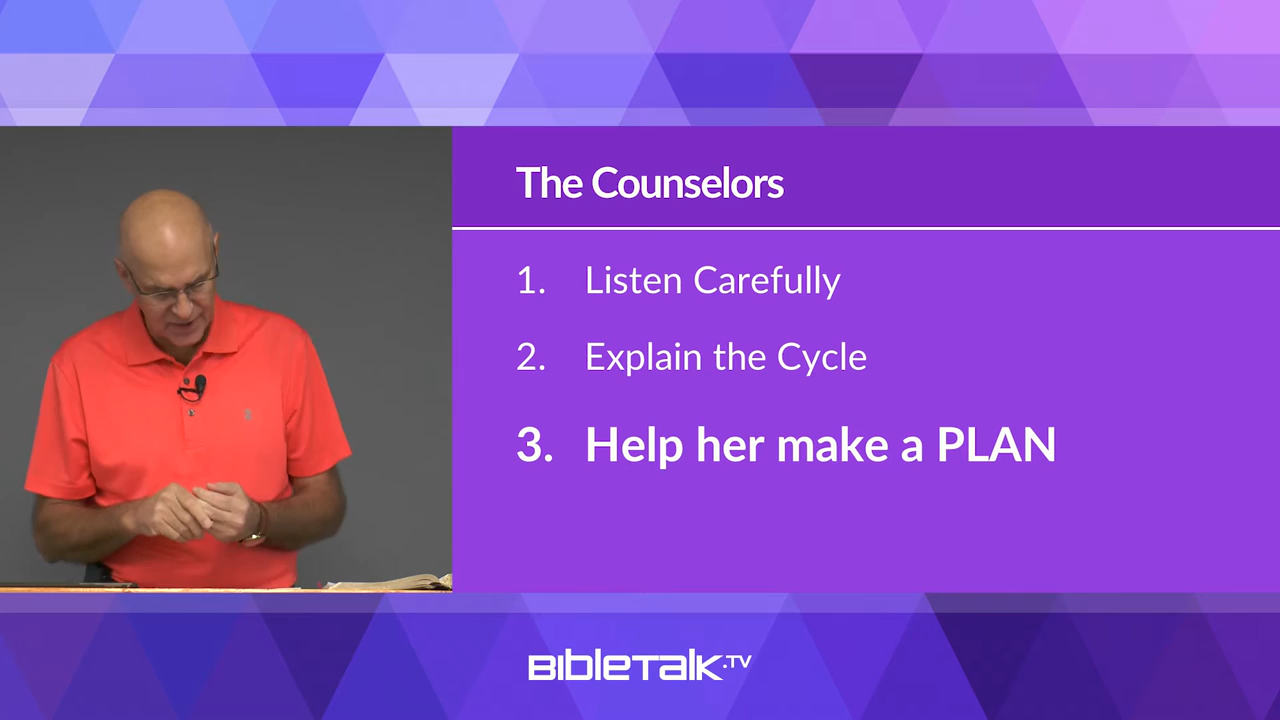 The Counselors
1. Listen Carefully
2. Explain the Cycle
3. Help her make a PLAN
BibleTalk.TV